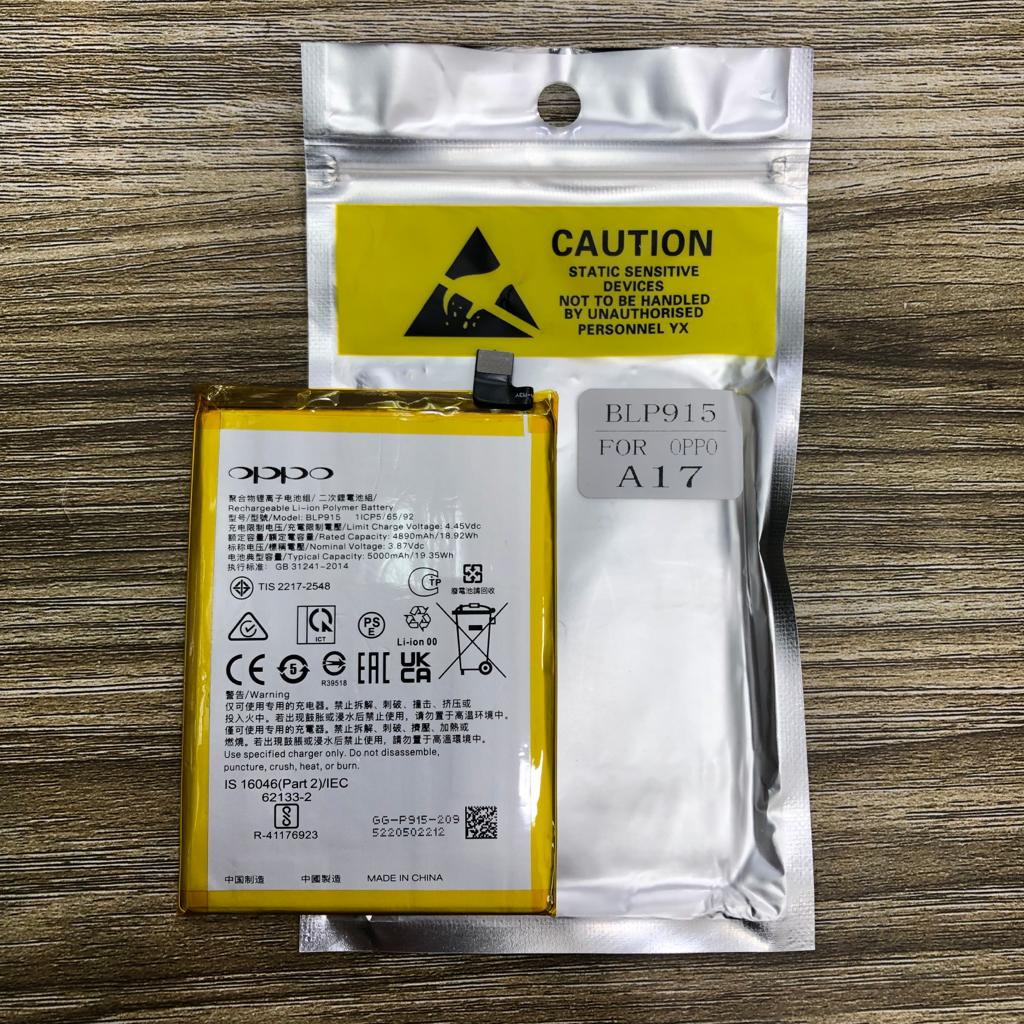 CAUTION
STATIC SENSITIVE
DEVICES
NOT TO BE HANDLED
BY UNAUTHORISED
PERSONNEL YX
BLP915
FOR OPPO
A17
oppo
聚合物锂离子电池组/二次鋰電池組/
Rechargeable Li-ion Polymer Battery
型号/型號/Model: BLP915 1ICP5/65/92
充电限制电压/充電限制電壓/Limit Charge Voltage: 4.45Vdc
额定容量/額定電容量/Rated Capacity: 4890mAh/18.92Wh
标称电压/標稱電壓/Nominal Voltage: 3.87Vdc
电池典型容量/Typical Capacity: 5000mAh/19.35Wh
执行标准: GB 31241-2014
TIS 2217-2548
CTP
廢電池請回收
ICT
PS
E
Li-ion 00
CE
5
R39518
EAC
UK
CA
警告/Warning
仅可使用专用的充电器。禁止拆解、刺破、撞击、挤压或
投入火中。若出现鼓胀或浸水后禁止使用，请勿置于高温环境中。
僅可使用專用的充電器。禁止拆解、刺破、擠壓、加熱或
燃燒。若出現鼓脹或浸水後禁止使用，請勿置于高溫環境中。
Use specified charger only. Do not disassemble,
puncture, crush, heat, or burn.
IS 16046(Part 2)/IEC
62133-2
R-41176923
GG-P915-209
5220502212
中国制造 中國製造 MADE IN CHINA